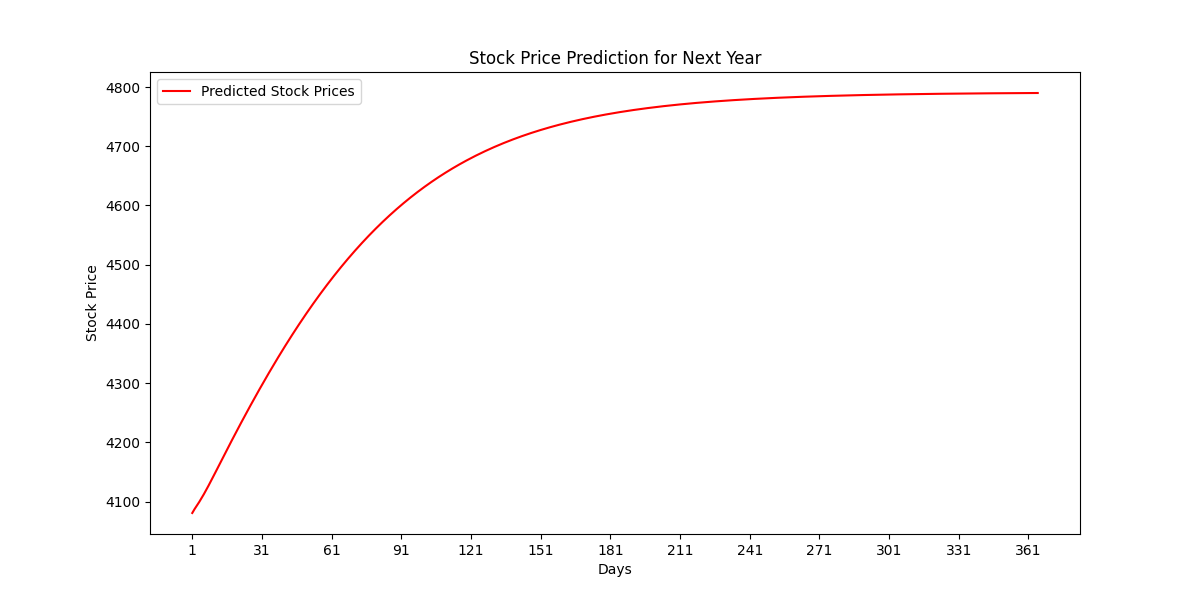 Stock Price Prediction for Next Year
Predicted Stock Prices
4800
4700
4600
4500
4400
4300
4200
4100
Stock Price
1 31 61 91 121 151 181 211 241 271 301 331 361
Days